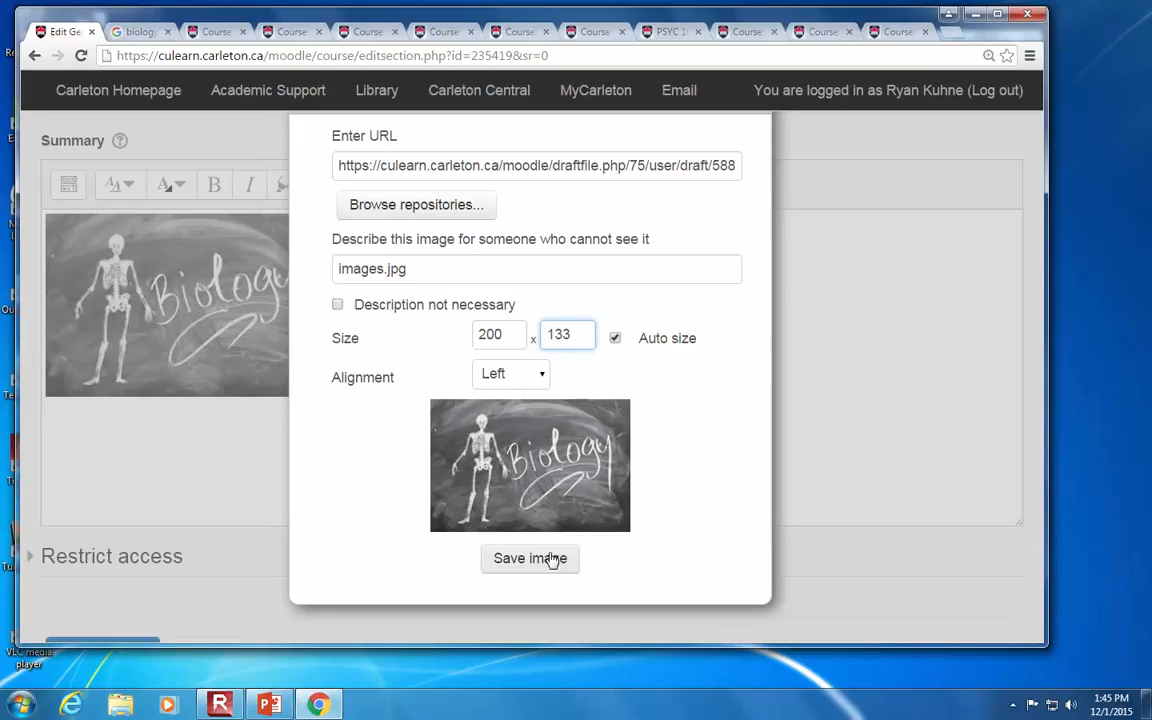 Edit Ge
biology
Course
Course
Course
Course
Course
Course
PSYC 1
Course
Course
Course
https://culearn.carleton.ca/moodle/course/editsection.php?id=235419&sr=0
Carleton Homepage Academic Support Library Carleton Central MyCarleton Email You are logged in as Ryan Kuhne (Log out)
Summary ?
Enter URL
https://culearn.carleton.ca/moodle/draftfile.php/75/user/draft/588
Browse repositories...
B I
Describe this image for someone who cannot see it
images.jpg
Biology
Description not necessary
Size 200 x 133 Auto size
Alignment Left
Biology
Save image
Restrict access
VLC media
player
1:45 PM
12/1/2015